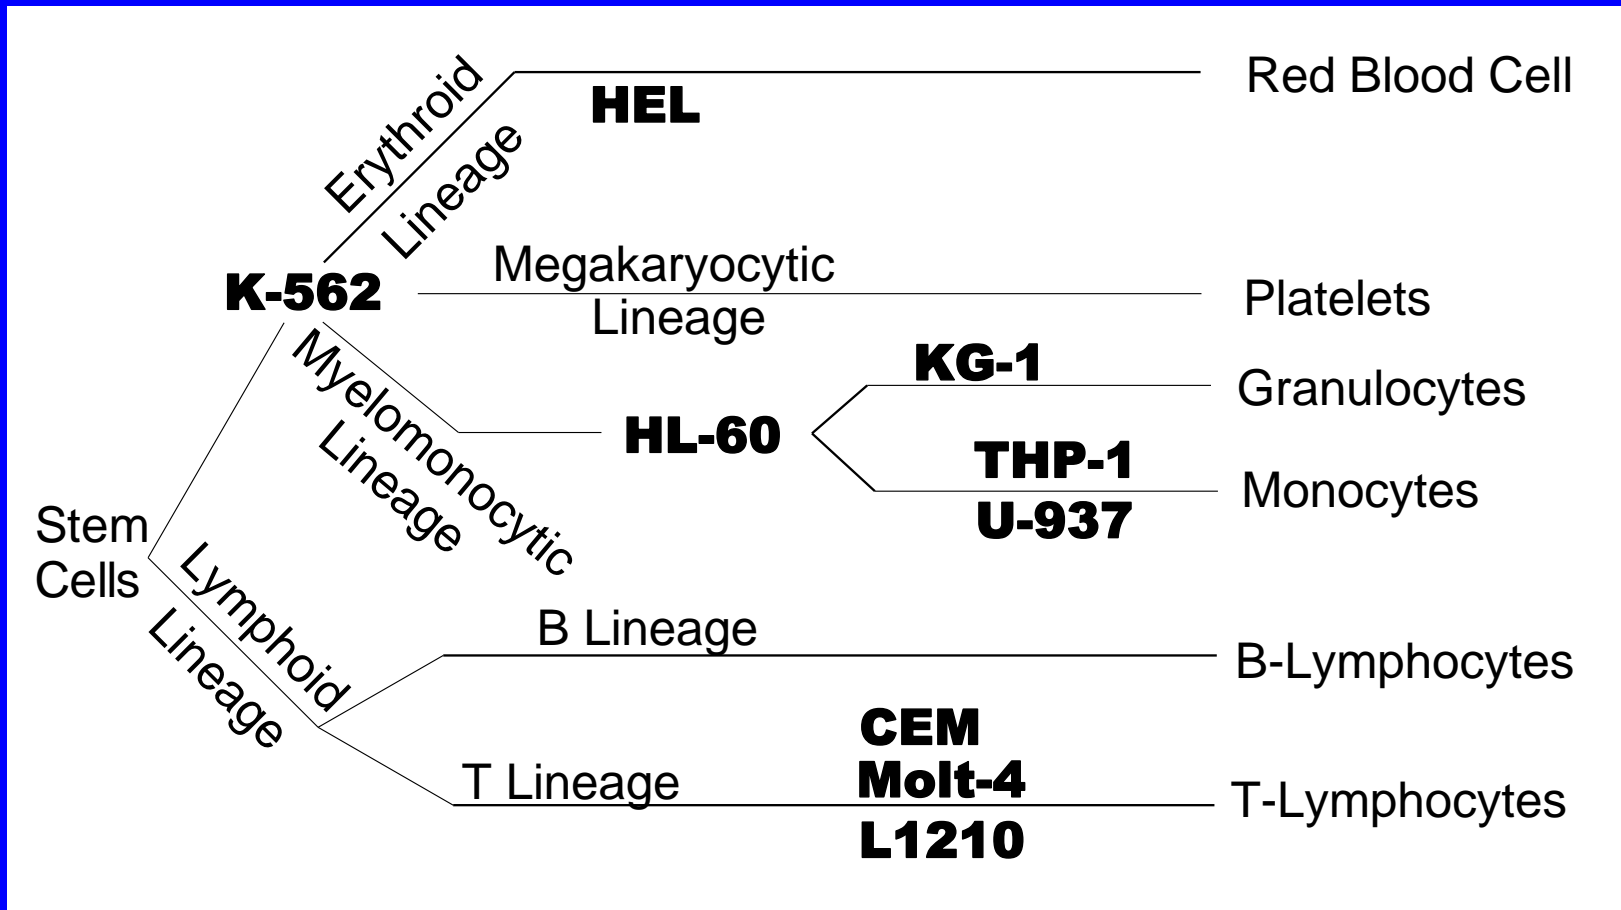 Erythroid
Lineage
HEL
Red Blood Cell
K-562
Megakaryocytic
Lineage
Platelets
Myelomonocytic
Lineage
HL-60
KG-1
Granulocytes
THP-1
U-937
Monocytes
Stem
Cells
Lymphoid
Lineage
B Lineage
B-Lymphocytes
T Lineage
CEM
Molt-4
L1210
T-Lymphocytes